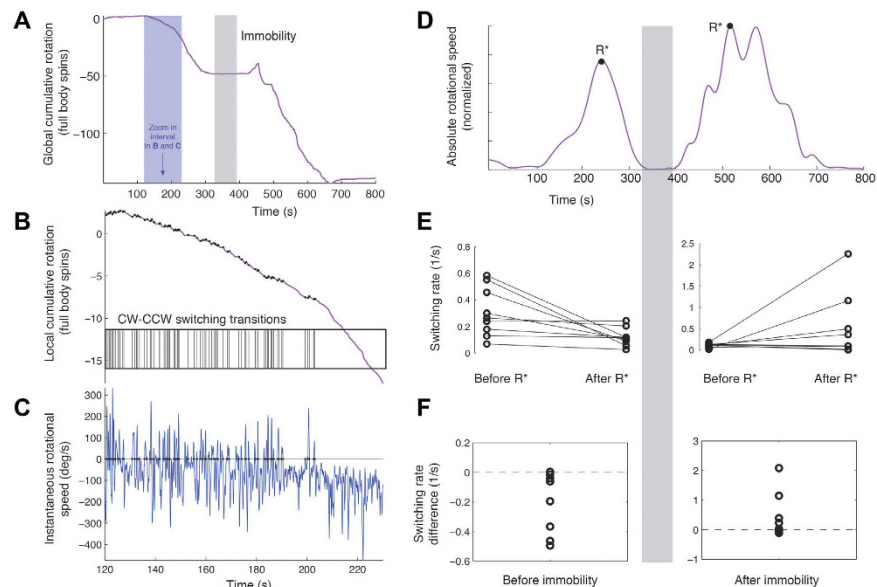 A
Global cumulative rotation
(full body spins)
0
−50
−100
Immobility
Zoom in
interval
in B and C
100 200 300 400 500 600 700 800
Time (s)
B
Local cumulative rotation
(full body spins)
0
−5
−10
−15
CW-CCW switching transitions
C
Instantaneous rotational
speed (deg/s)
300
200
100
0
−100
−200
−300
−400
120 140 160 180 200 220
Time (s)
D
Absolute rotational speed
(normalized)
R*
R*
100 200 300 400 500 600 700 800
Time (s)
E
Switching rate (1/s)
0.8
0.6
0.4
0.2
0
Before R* After R*
2.5
2
1.5
1
0.5
0
Before R* After R*
F
Switching rate
difference (1/s)
0.2
0
−0.2
−0.4
−0.6
Before immobility
3
2
1
0
−1
After immobility